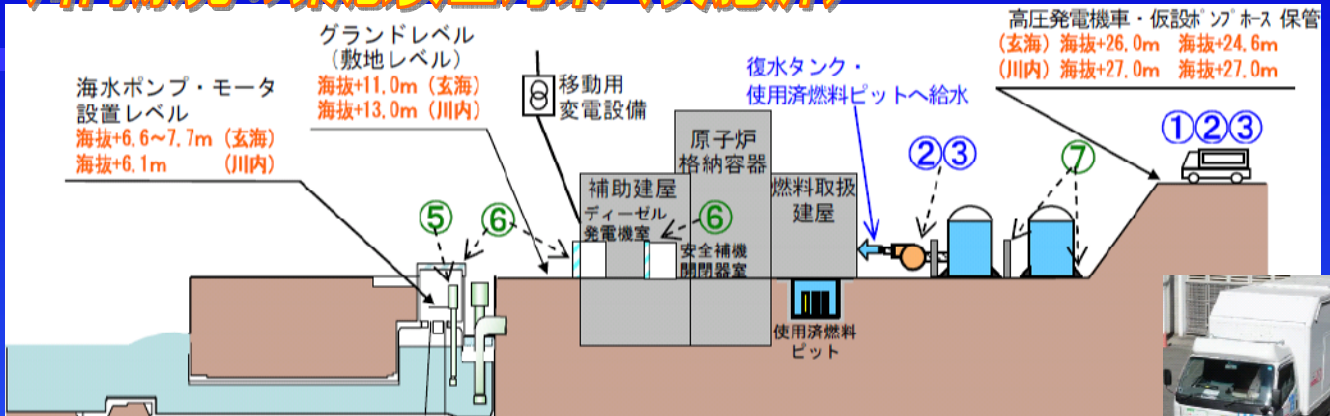 高圧発電機車・仮設ﾎﾟﾝﾌﾟﾎｰｽ 保管
(玄海) 海抜+26.0m 海抜+24.6m
(川内) 海抜+27.0m 海抜+27.0m
グランドレベル
(敷地レベル)
海抜+11.0m (玄海)
海抜+13.0m (川内)
海水ポンプ・モータ
設置レベル
海抜+6.6~7.7m (玄海)
海抜+6.1m (川内)
移動用
変電設備
復水タンク・
使用済燃料ピットへ給水
①②③
原子炉
格納容器
②③
⑦
補助建屋
ディーゼル
発電機室
燃料取扱
建屋
⑤
⑥
⑥
安全補機
開閉器室
使用済燃料
ピット